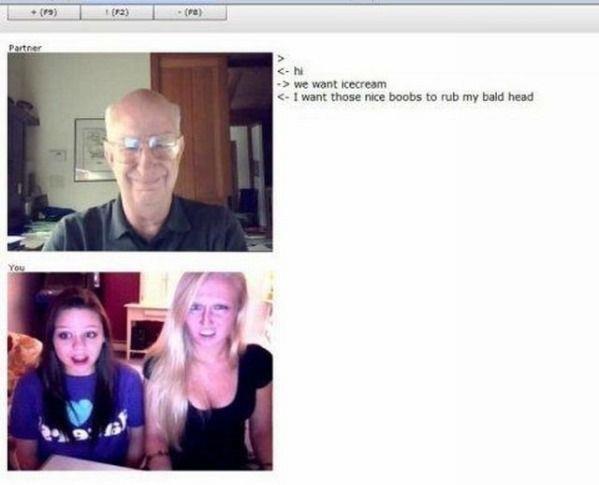 + (F9) ! (F2) - (F8)
Partner
>
<- hi
-> we want icecream
<- I want those nice boobs to rub my bald head
You